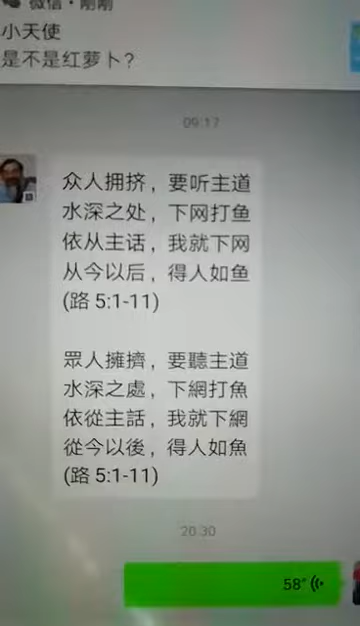 微信·刚刚
小天使
是不是红萝卜?
09:17
众人拥挤，要听主道
水深之处，下网打鱼
依从主话，我就下网
从今以后，得人如鱼
(路 5:1-11)
眾人擁擠，要聽主道
水深之處，下網打魚
依從主話，我就下網
從今以後，得人如魚
(路 5:1-11)
20:30
58"